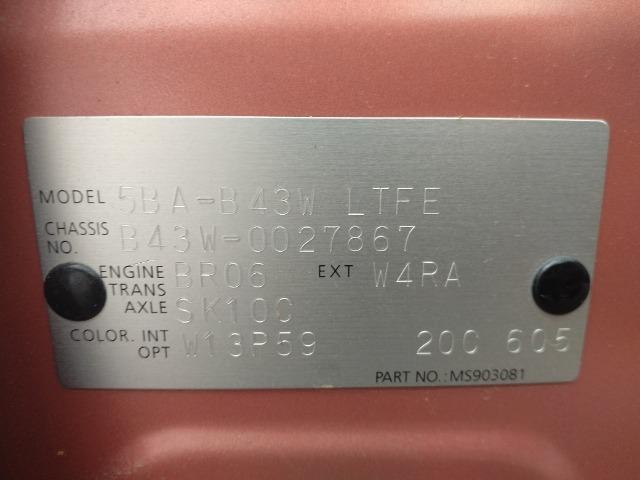 MODEL 5BA-B43W LTFE
CHASSIS NO. B43W-0027867
ENGINE BR06 EXT W4RA
TRANS AXLE SK10C
COLOR. INT OPT W13P59 20C 605
PART NO.:MS903081